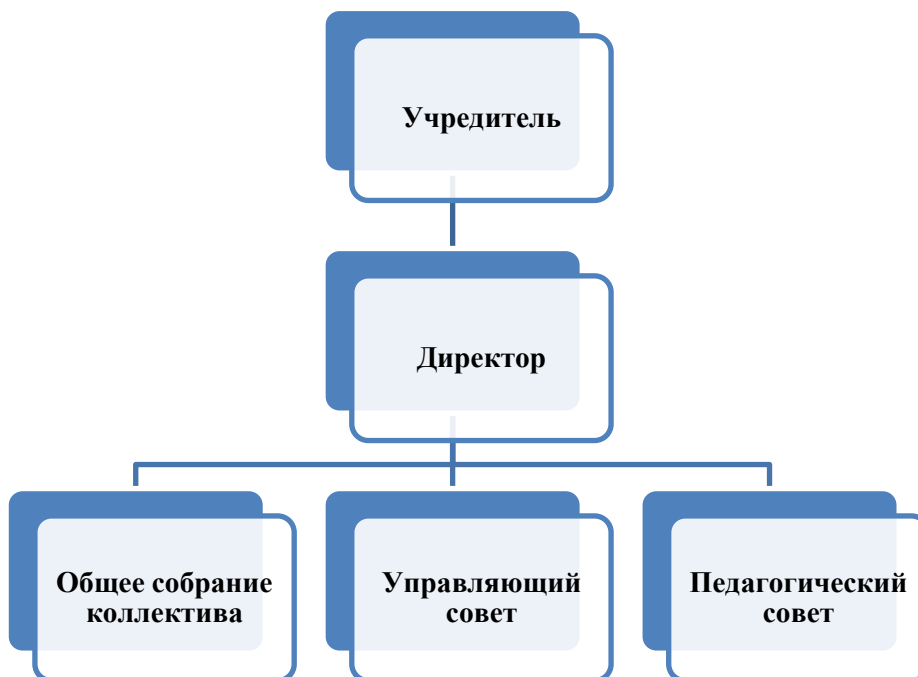 Учредитель
Директор
Общее собрание
коллектива
Управляющий
совет
Педагогический
совет